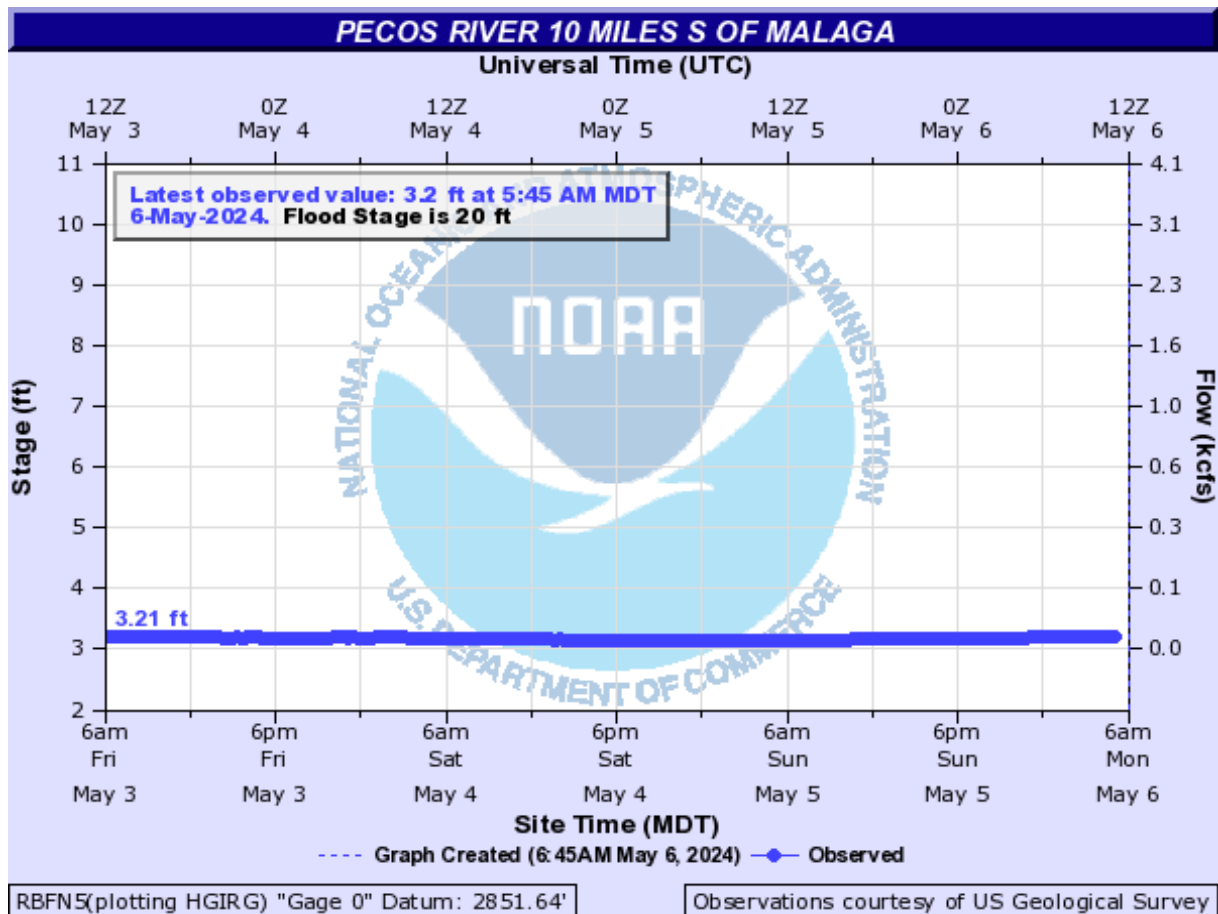 PECOS RIVER 10 MILES S OF MALAGA
Universal Time (UTC)
12Z 0Z 12Z 0Z 12Z 0Z 12Z
May 3 May 4 May 4 May 5 May 5 May 6 May 6
Latest observed value: 3.2 ft at 5:45 AM MDT
6-May-2024. Flood Stage is 20 ft
11 4.1
10 3.1
9 2.3
8 1.6
7 1.0
6 0.6
5 0.3
4 0.1
3 0.0
2
Stage (ft)
Flow (kcfs)
NATIONAL OCEANIC AND ATMOSPHERIC ADMINISTRATION
NOAA
U.S. DEPARTMENT OF COMMERCE
3.21 ft
6am 6pm 6am 6pm 6am 6pm 6am
Fri Fri Sat Sat Sun Sun Mon
May 3 May 3 May 4 May 4 May 5 May 5 May 6
Site Time (MDT)
Graph Created (6:45AM May 6, 2024) Observed
RBFN5(plotting HGIRG) "Gage 0" Datum: 2851.64'
Observations courtesy of US Geological Survey